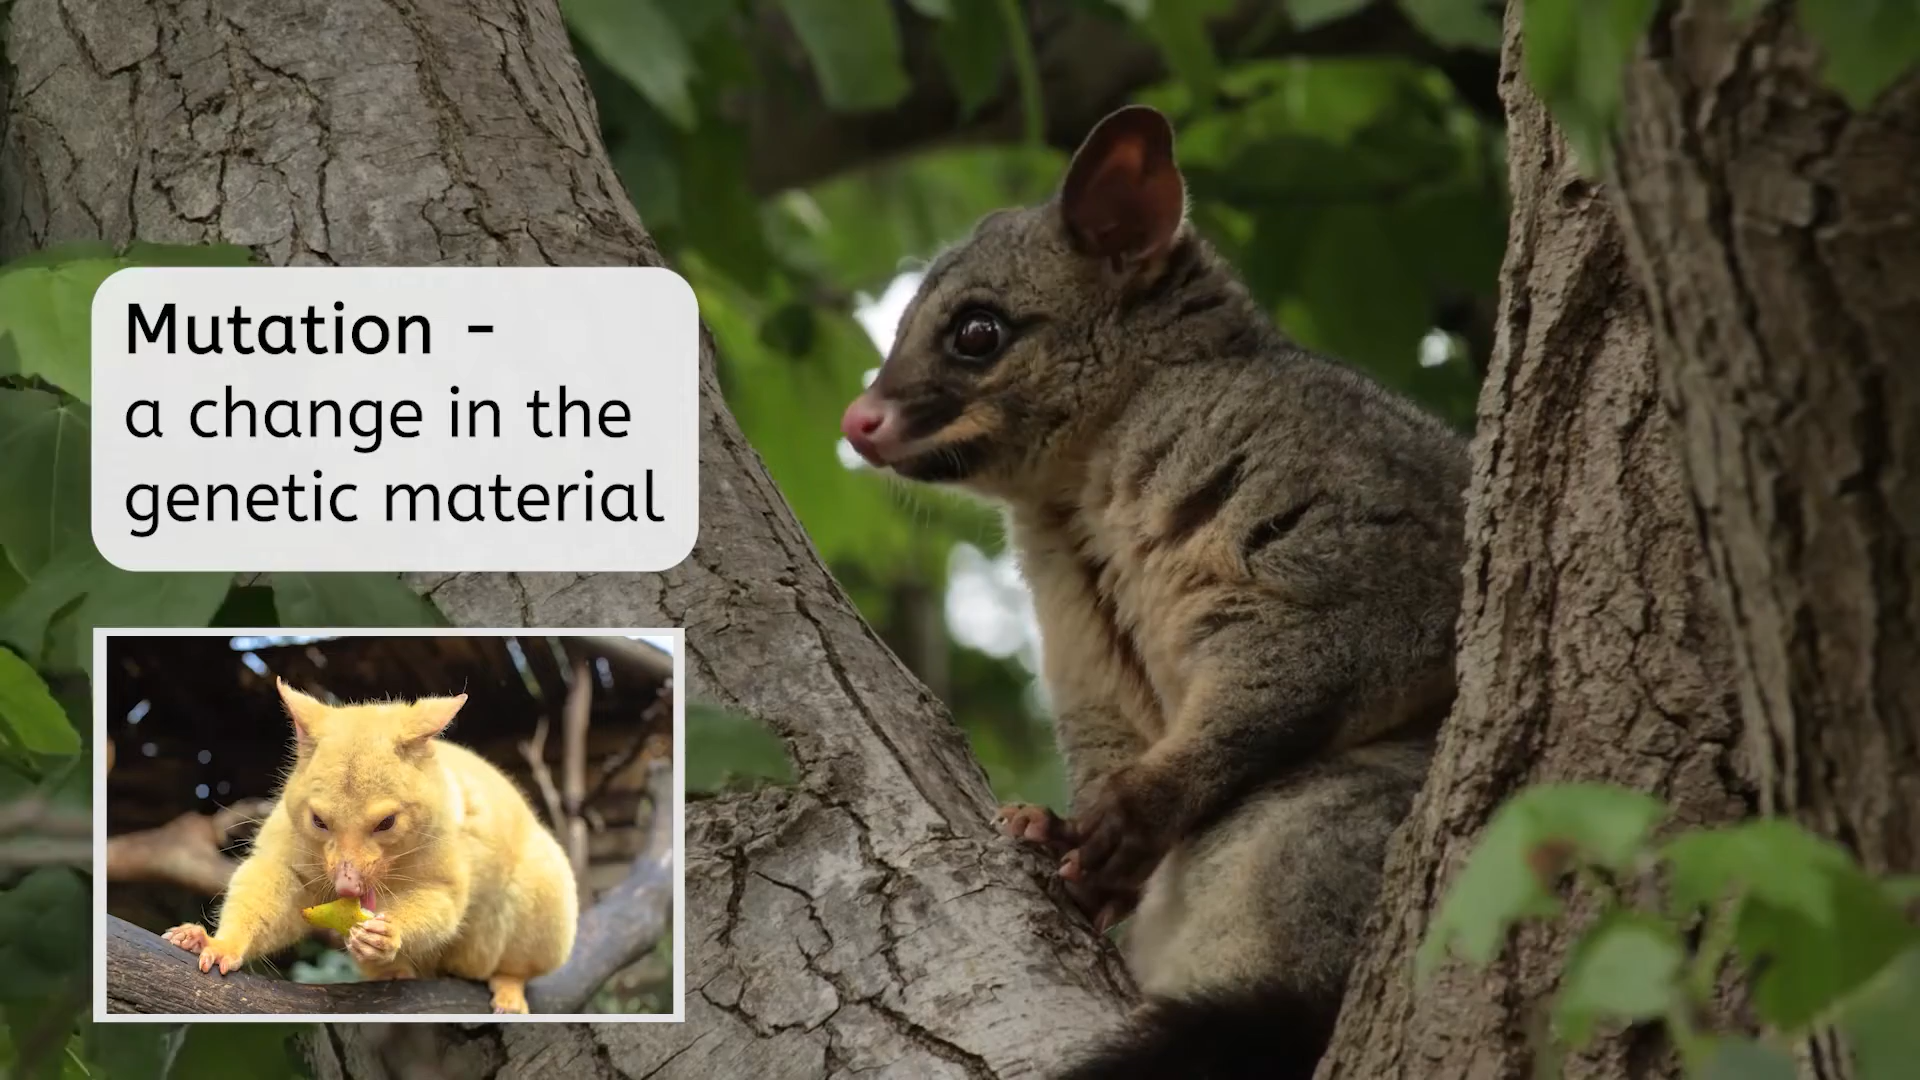 Mutation -
a change in the
genetic material